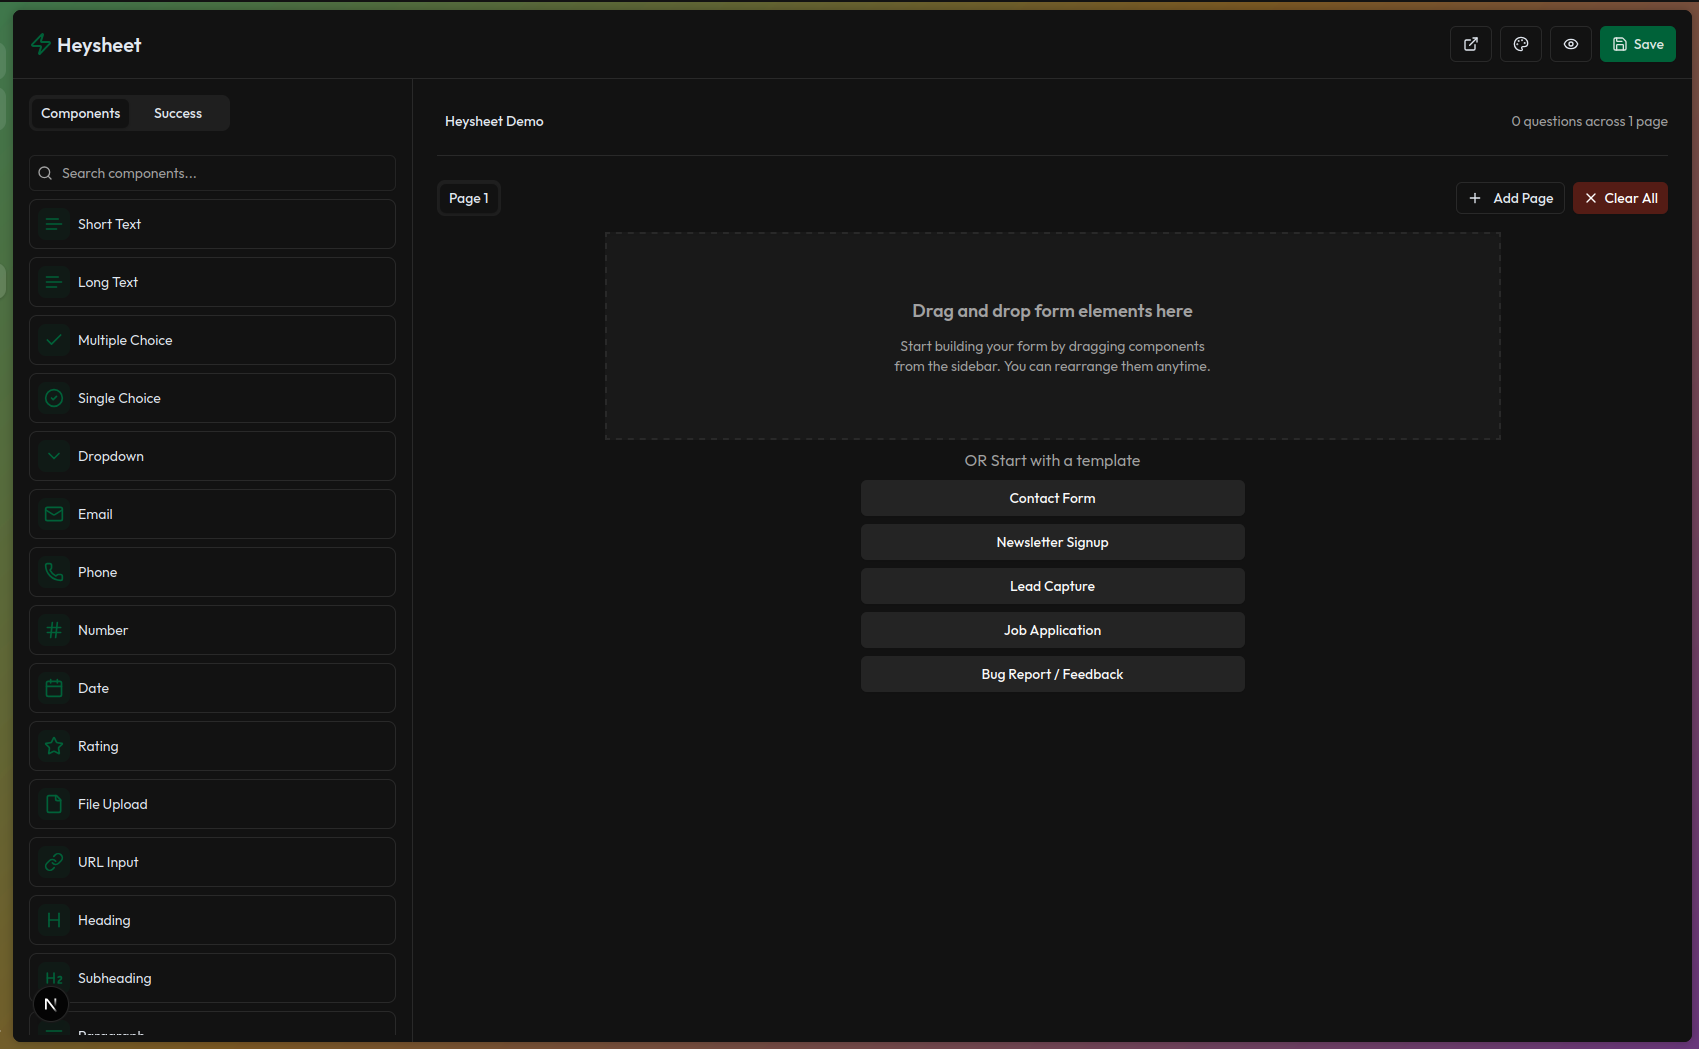 Heysheet
Save
Components
Success
Heysheet Demo
0 questions across 1 page
Search components...
Page 1
Add Page
Clear All
Short Text
Long Text
Multiple Choice
Single Choice
Dropdown
Email
Phone
Number
Date
Rating
File Upload
URL Input
Heading
H2 Subheading
N
Paragraph
Drag and drop form elements here
Start building your form by dragging components
from the sidebar. You can rearrange them anytime.
OR Start with a template
Contact Form
Newsletter Signup
Lead Capture
Job Application
Bug Report / Feedback